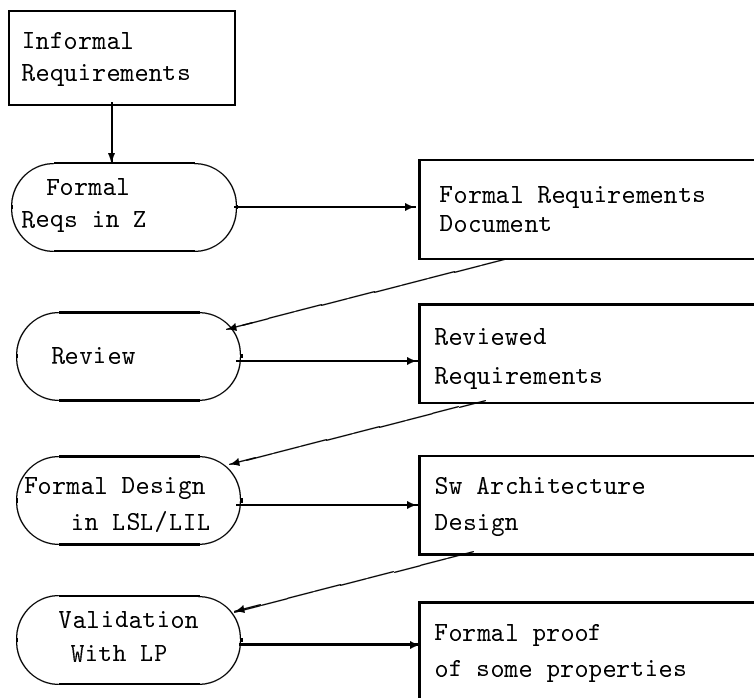 Informal
Requirements
Formal
Reqs in Z
Formal Requirements
Document
Review
Reviewed
Requirements
Formal Design
in LSL/LIL
Sw Architecture
Design
Validation
With LP
Formal proof
of some properties